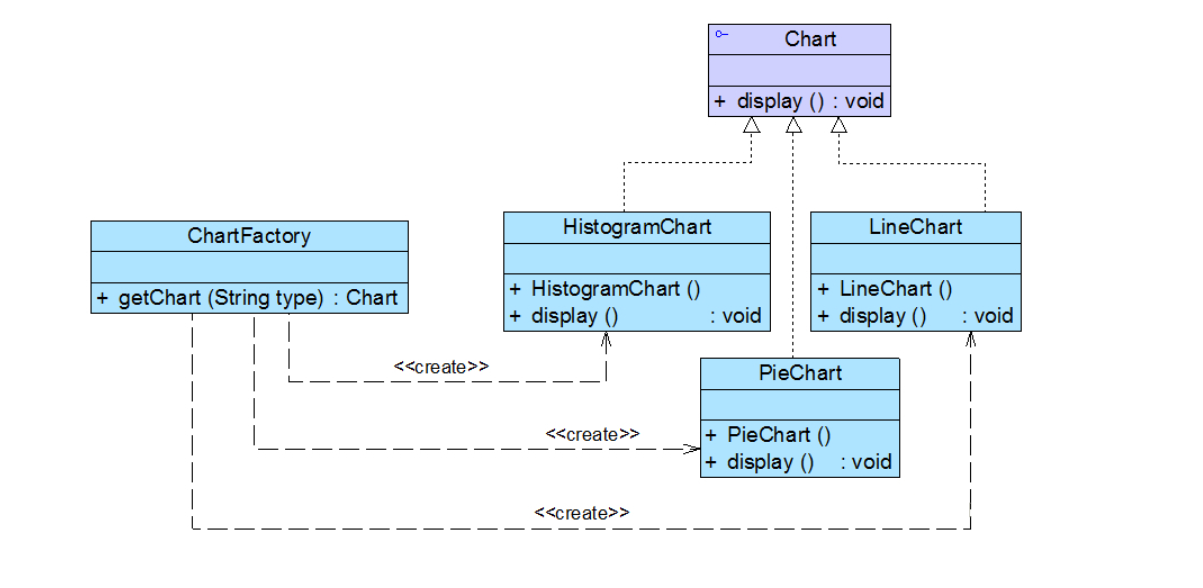 Chart
+ display () : void
ChartFactory
+ getChart (String type) : Chart
HistogramChart
+ HistogramChart ()
+ display () : void
LineChart
+ LineChart ()
+ display () : void
<<create>>
PieChart
+ PieChart ()
+ display () : void
<<create>>
<<create>>